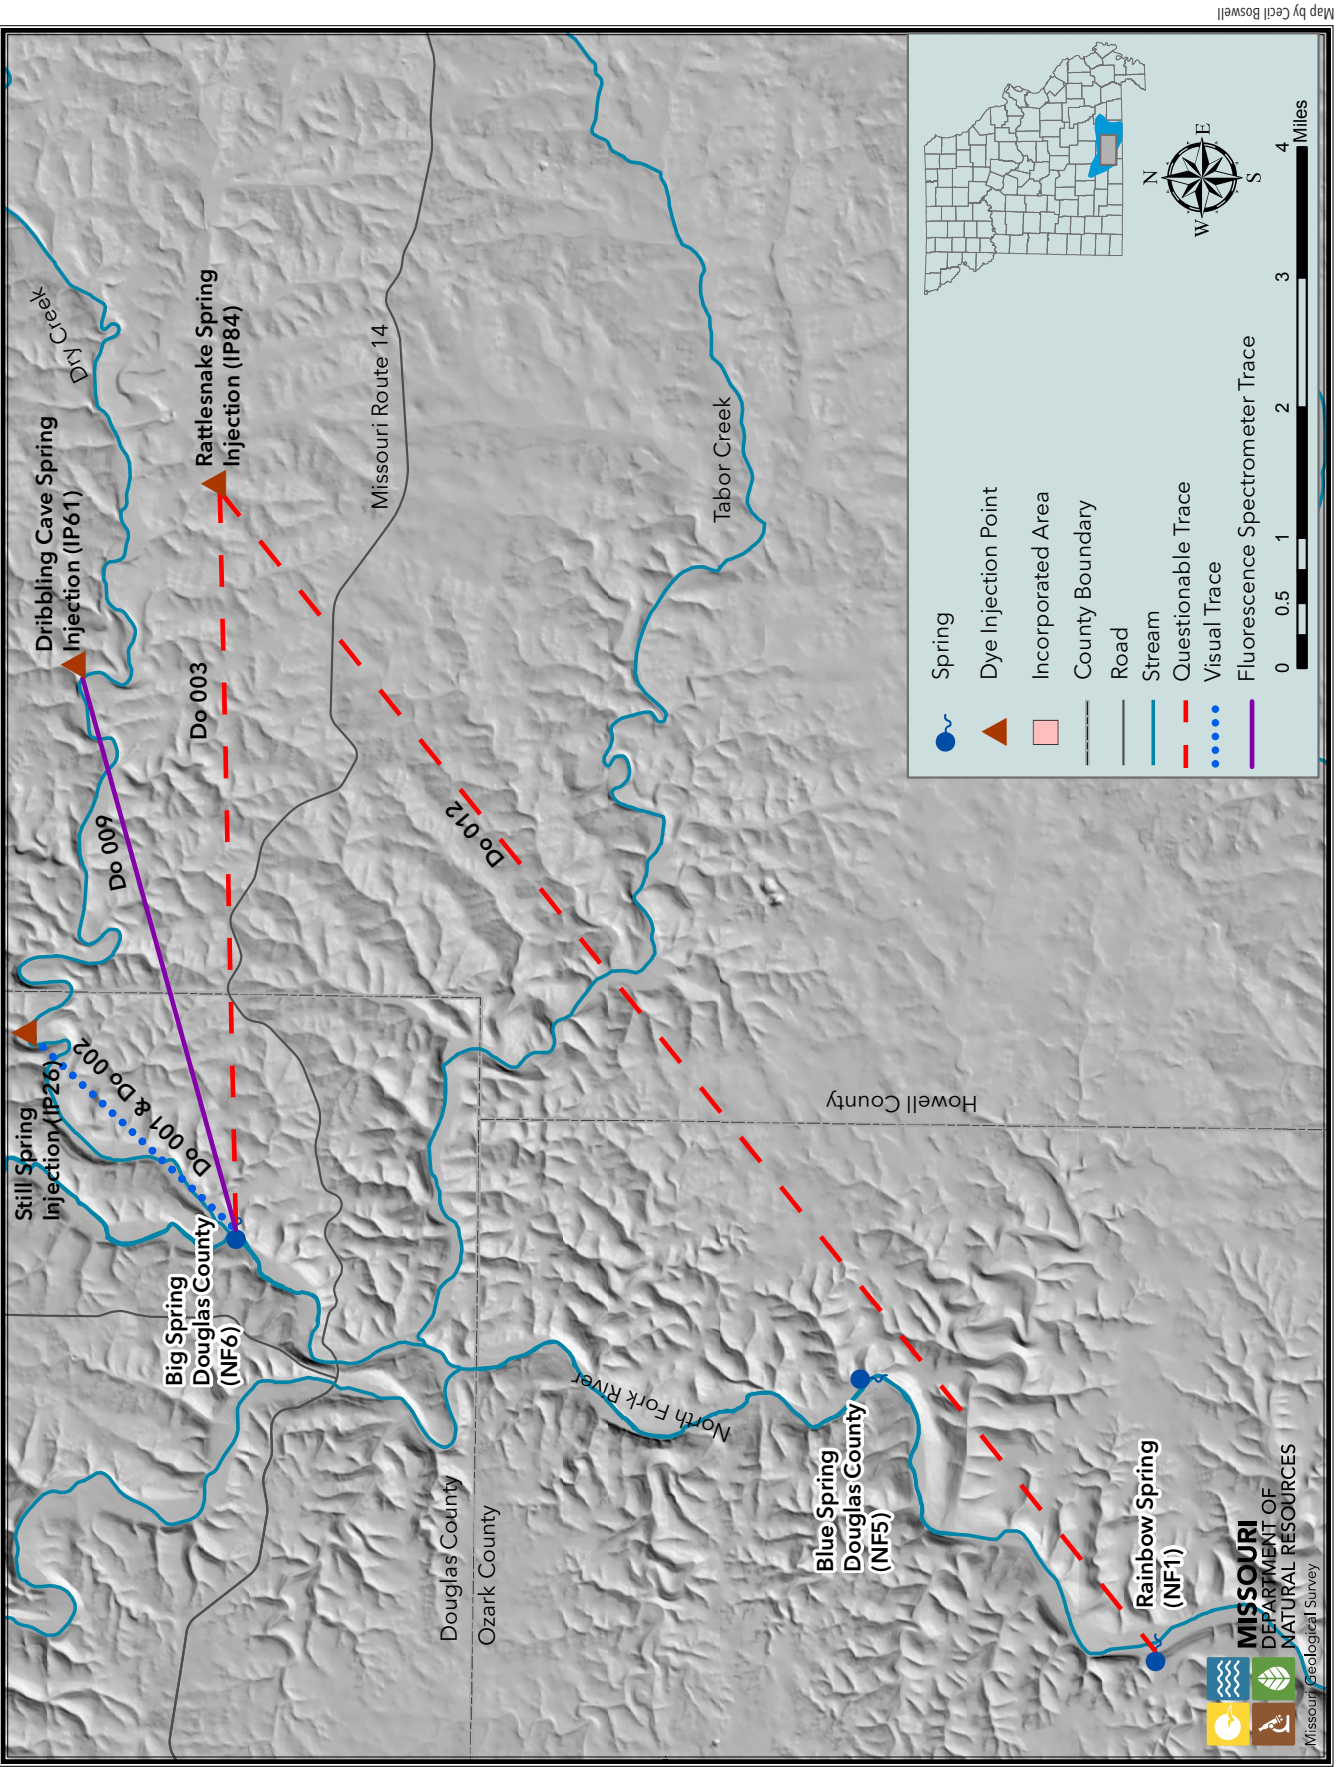 Map by Cecil Boswell
Dry Creek
Dribbling Cave Spring
Injection (IP61)
Rattlesnake Spring
Injection (IP84)
Missouri Route 14
Tabor Creek
Do 003
Do 009
Do 012
Still Spring
Injection (IP26)
Do 001 & Do 002
Big Spring
Douglas County
(NF6)
Howell County
North Fork River
Douglas County
Ozark County
Blue Spring
Douglas County
(NF5)
Rainbow Spring
(NF1)
Spring
Dye Injection Point
Incorporated Area
County Boundary
Road
Stream
Questionable Trace
Visual Trace
Fluorescence Spectrometer Trace
N
W
E
S
0 0.5 1 2 3 4
Miles
MISSOURI
DEPARTMENT OF
NATURAL RESOURCES
Missouri Geological Survey